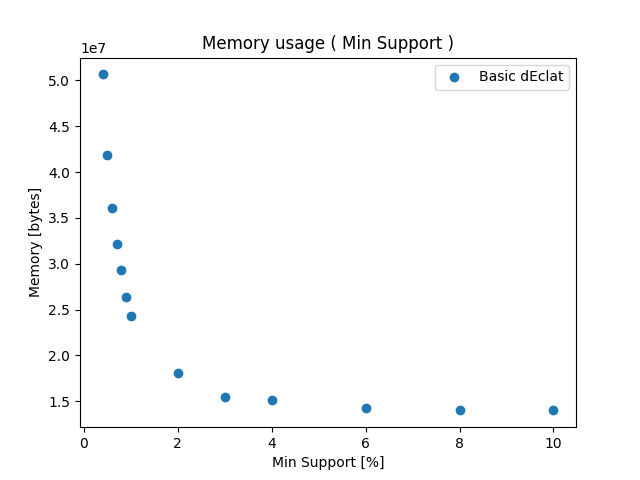 Memory usage ( Min Support )
1e7
Basic dEclat
5.0
4.5
4.0
3.5
3.0
2.5
2.0
1.5
Memory [bytes]
0 2 4 6 8 10
Min Support [%]